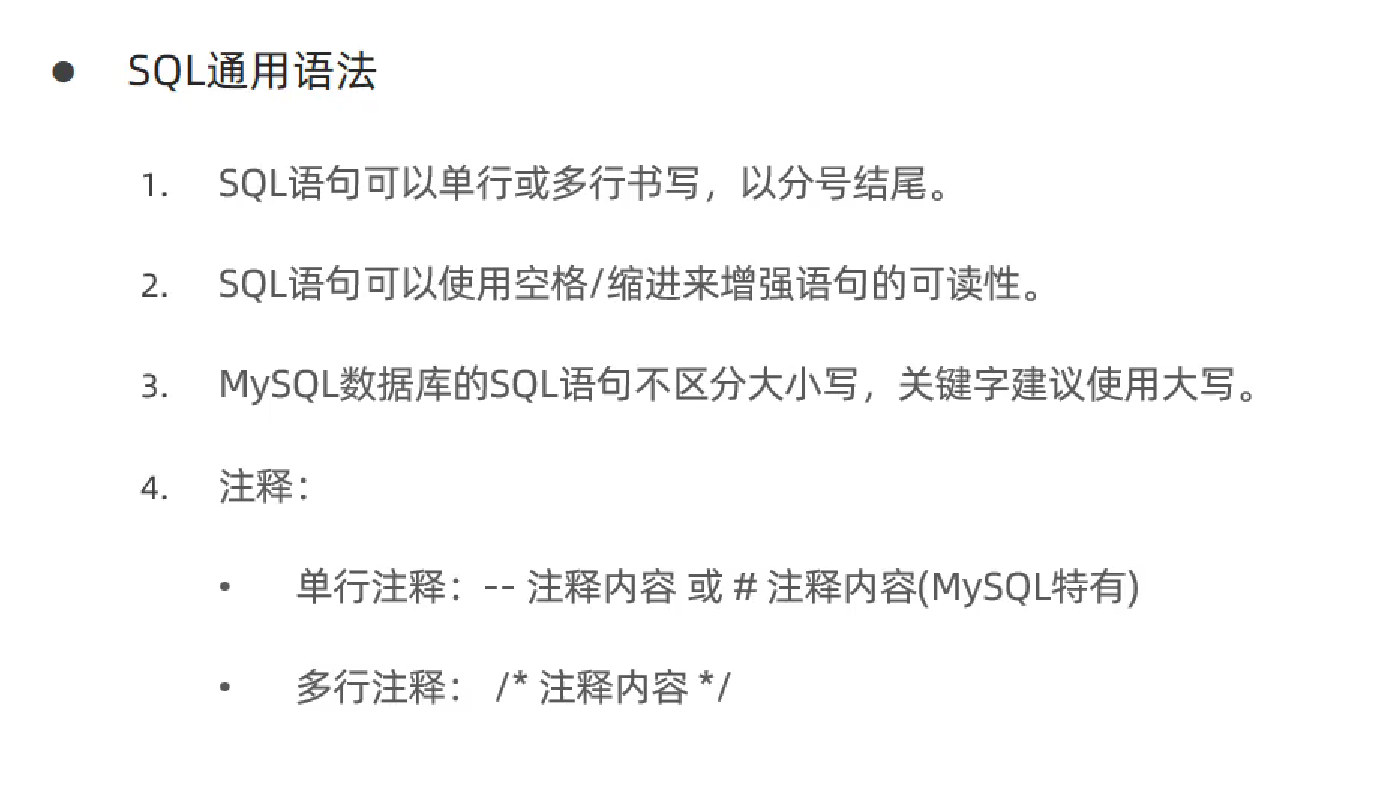 ● SQL通用语法
1. SQL语句可以单行或多行书写，以分号结尾。
2. SQL语句可以使用空格/缩进来增强语句的可读性。
3. MySQL数据库的SQL语句不区分大小写，关键字建议使用大写。
4. 注释：
• 单行注释：-- 注释内容 或 # 注释内容(MySQL特有)
• 多行注释： /* 注释内容 */